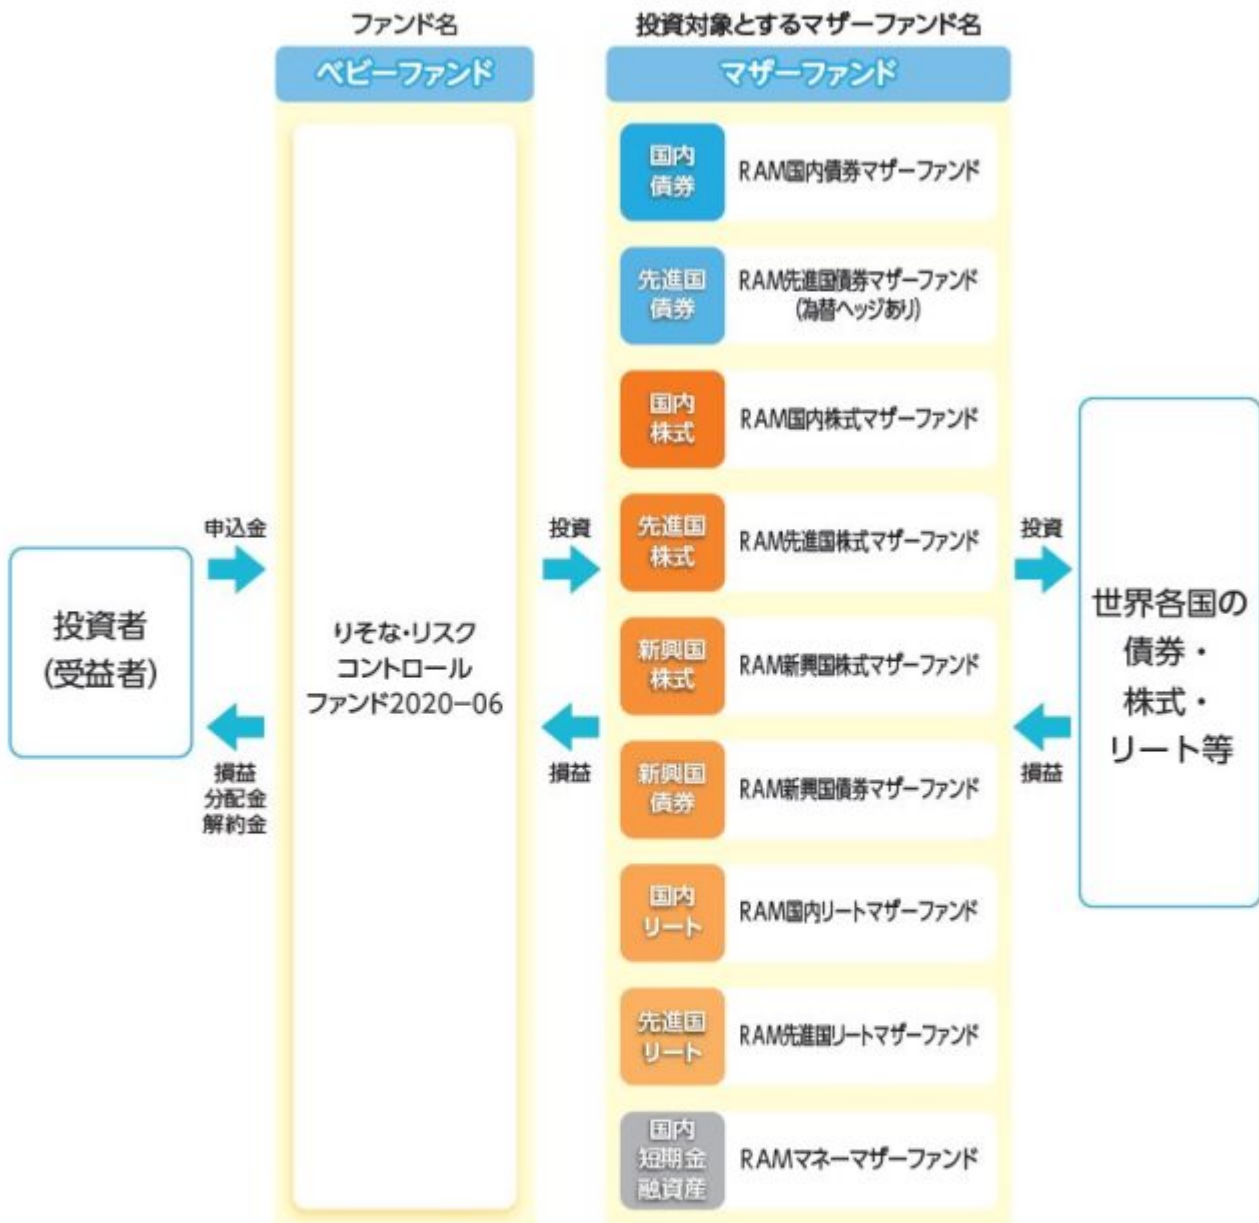 ファンド名
投資対象とするマザーファンド名
ベビーファンド
マザーファンド
国内
債券
RAM国内債券マザーファンド
先進国
債券
RAM先進国債券マザーファンド
(為替ヘッジあり)
国内
株式
RAM国内株式マザーファンド
先進国
株式
RAM先進国株式マザーファンド
新興国
株式
RAM新興国株式マザーファンド
新興国
債券
RAM新興国債券マザーファンド
国内
リート
RAM国内リートマザーファンド
先進国
リート
RAM先進国リートマザーファンド
国内
短期金
融資産
RAMマネーマザーファンド
投資者
(受益者)
申込金
損益
分配金
解約金
りそな・リスク
コントロール
ファンド2020−06
投資
損益
投資
損益
世界各国の
債券・
株式・
リート等